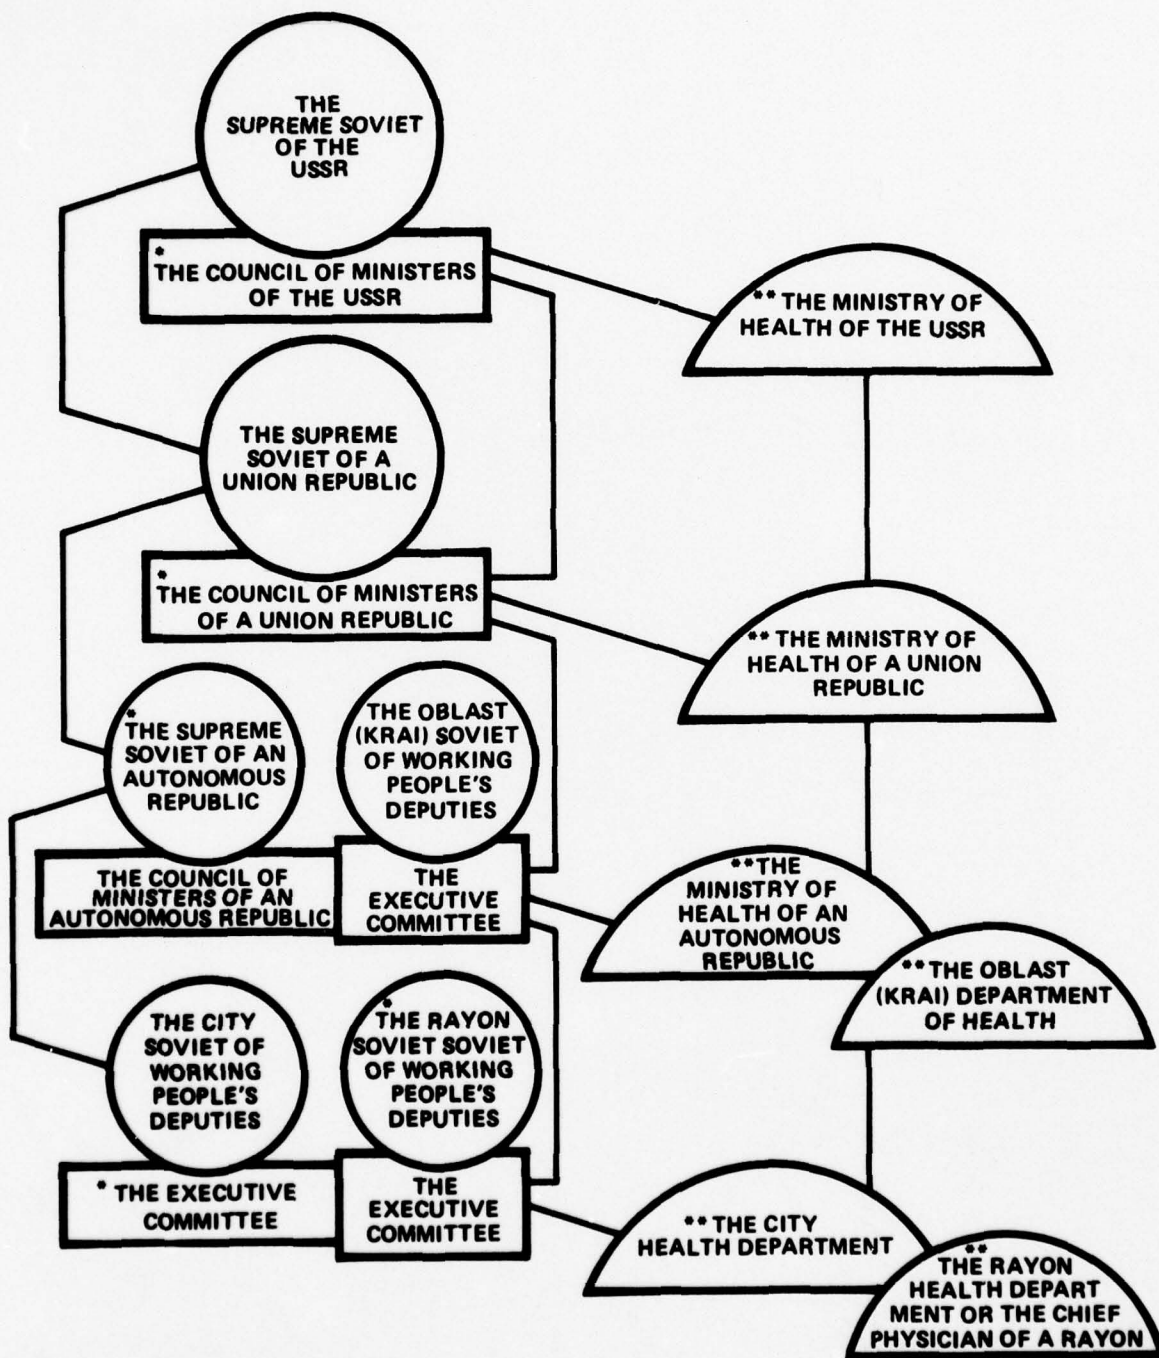 THE
SUPREME SOVIET
OF THE
USSR
*
THE COUNCIL OF MINISTERS
OF THE USSR
** THE MINISTRY OF
HEALTH OF THE USSR
THE SUPREME
SOVIET OF A
UNION REPUBLIC
*
THE COUNCIL OF MINISTERS
OF A UNION REPUBLIC
** THE MINISTRY OF
HEALTH OF A UNION
REPUBLIC
*
THE SUPREME
SOVIET OF AN
AUTONOMOUS
REPUBLIC
THE OBLAST
(KRAI) SOVIET
OF WORKING
PEOPLE'S
DEPUTIES
THE COUNCIL OF
MINISTERS OF AN
AUTONOMOUS REPUBLIC
THE
EXECUTIVE
COMMITTEE
**THE
MINISTRY OF
HEALTH OF AN
AUTONOMOUS
REPUBLIC
**THE OBLAST
(KRAI) DEPARTMENT
OF HEALTH
THE CITY
SOVIET OF
WORKING
PEOPLE'S
DEPUTIES
*
THE RAYON
SOVIET SOVIET
OF WORKING
PEOPLE'S
DEPUTIES
* THE EXECUTIVE
COMMITTEE
THE
EXECUTIVE
COMMITTEE
** THE CITY
HEALTH DEPARTMENT
**
THE RAYON
HEALTH DEPART
MENT OR THE CHIEF
PHYSICIAN OF A RAYON